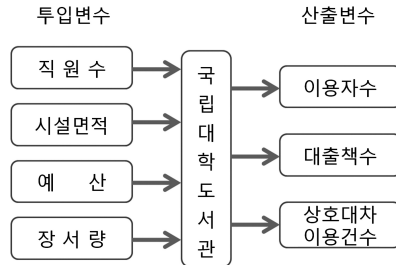 투입변수
산출변수
직 원 수
시설면적
예 산
장 서 량
국
립
대
학
도
서
관
이용자수
대출책수
상호대차
이용건수